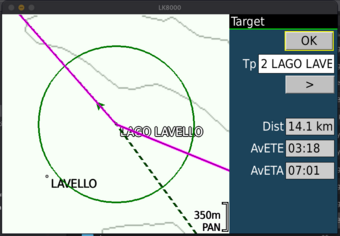 LK8000
Target
OK
Tp 2 LAGO LAVE
>
Dist 14.1 km
AvETE 03:18
AvETA 07:01
LAGO LAVELLO
LAVELLO
350m
PAN